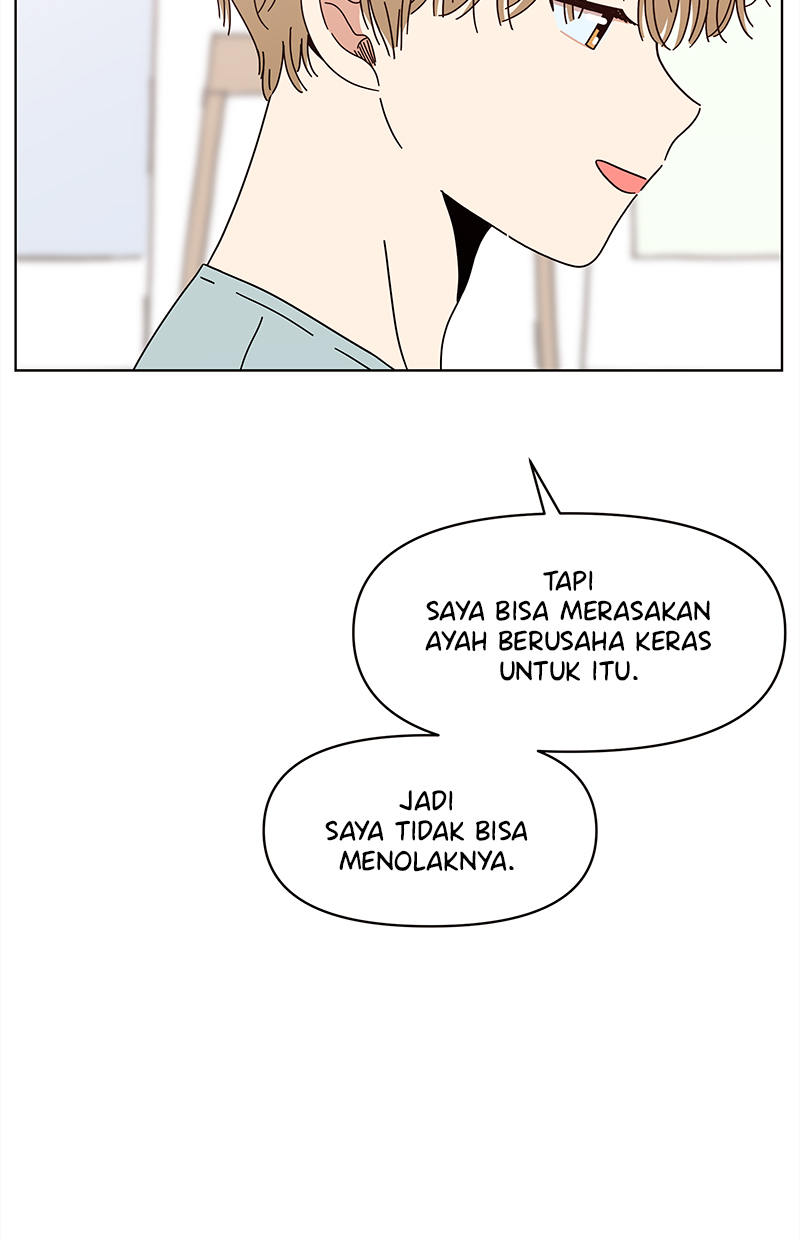 TAPI
SAYA BISA MERASAKAN
AYAH BERUSAHA KERAS
UNTUK ITU.
JADI
SAYA TIDAK BISA
MENOLAKNYA.